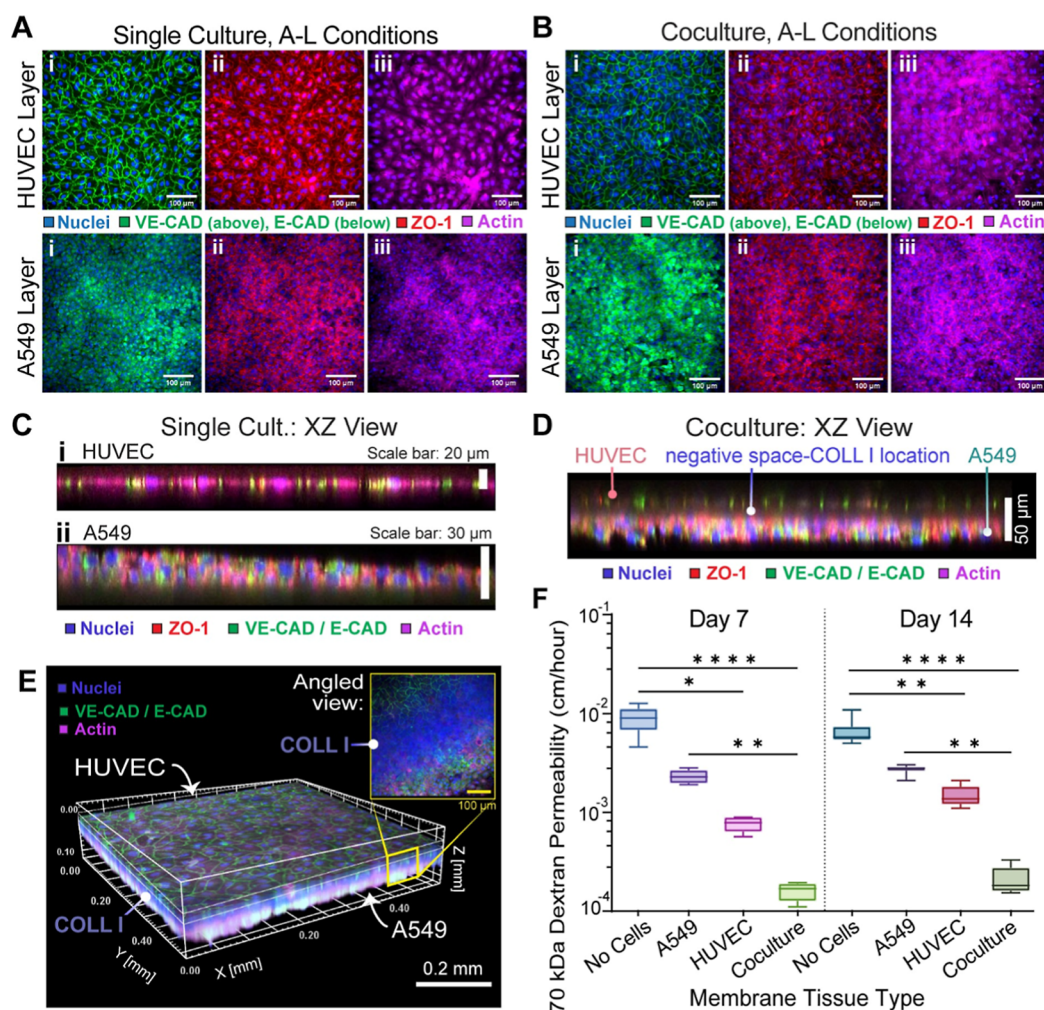 A
Single Culture, A-L Conditions
HUVEC Layer
i
ii
iii
100 µm
100 µm
100 µm
Nuclei VE-CAD (above), E-CAD (below) ZO-1 Actin
A549 Layer
i
ii
iii
100 µm
100 µm
100 µm
B
Coculture, A-L Conditions
HUVEC Layer
i
ii
iii
100 µm
100 µm
100 µm
Nuclei VE-CAD (above), E-CAD (below) ZO-1 Actin
A549 Layer
i
ii
iii
100 µm
100 µm
100 µm
C
Single Cult.: XZ View
i HUVEC
Scale bar: 20 µm
ii A549
Scale bar: 30 µm
Nuclei ZO-1 VE-CAD / E-CAD Actin
D
Coculture: XZ View
HUVEC negative space-COLL I location A549
50 µm
Nuclei ZO-1 VE-CAD / E-CAD Actin
E
Nuclei
VE-CAD / E-CAD
Actin
Angled
view:
COLL I
100 µm
HUVEC
0.00
0.10
0.00
0.20
0.40
0.00
0.20
0.40
Z [mm]
COLL I
A549
Y [mm]
X [mm]
0.2 mm
F
70 kDa Dextran Permeability (cm/hour)
10⁻¹
10⁻²
10⁻³
10⁻⁴
Day 7
Day 14
* * * *
*
* *
* * * *
* *
* *
No Cells
A549
HUVEC
Coculture
No Cells
A549
HUVEC
Coculture
Membrane Tissue Type